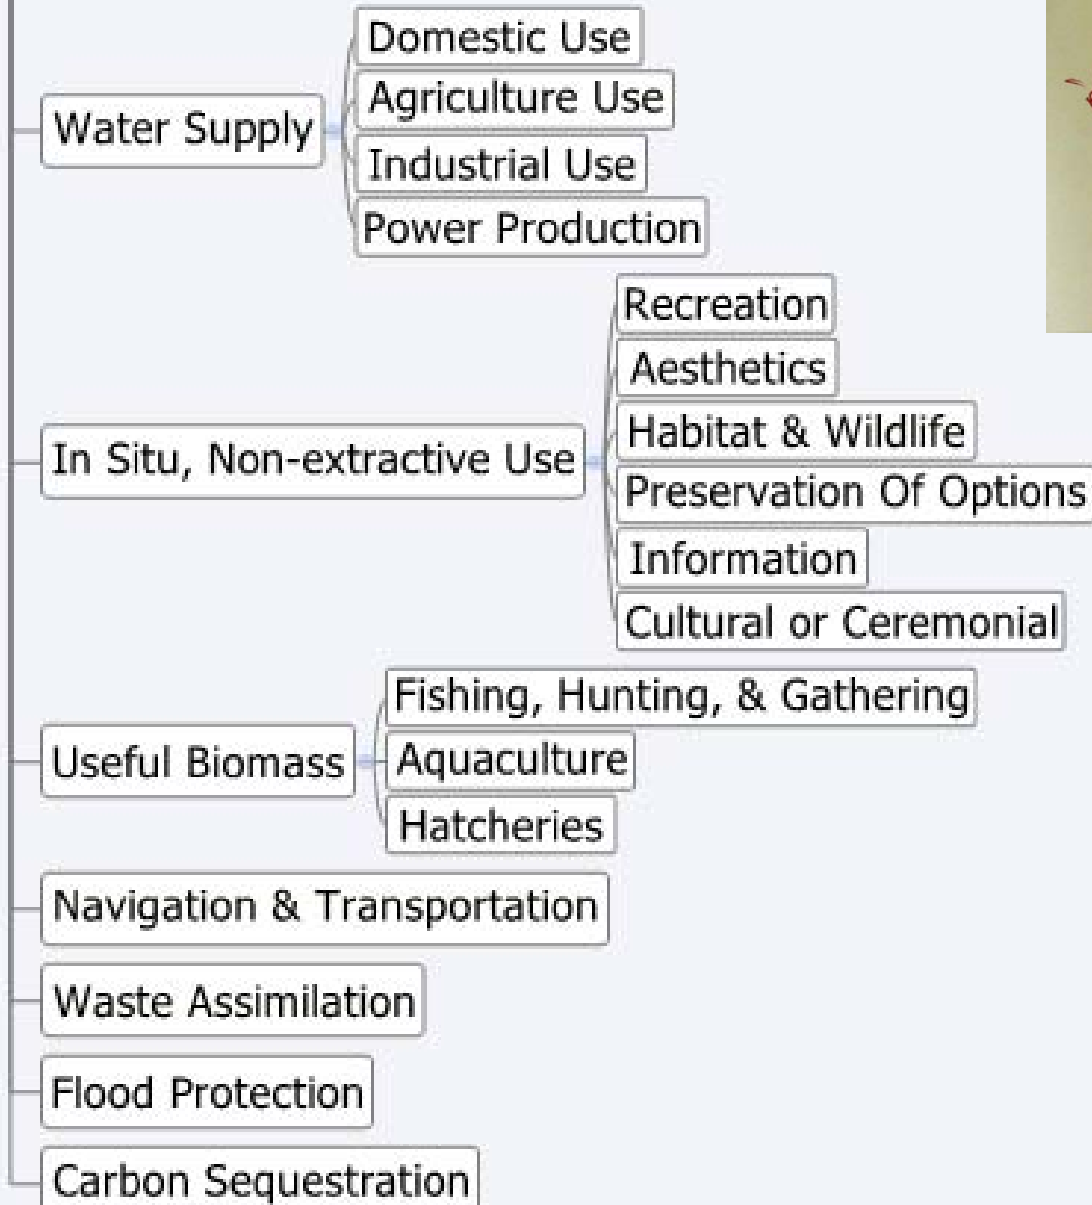 Water Supply
Domestic Use
Agriculture Use
Industrial Use
Power Production
In Situ, Non-extractive Use
Recreation
Aesthetics
Habitat & Wildlife
Preservation Of Options
Information
Cultural or Ceremonial
Useful Biomass
Fishing, Hunting, & Gathering
Aquaculture
Hatcheries
Navigation & Transportation
Waste Assimilation
Flood Protection
Carbon Sequestration